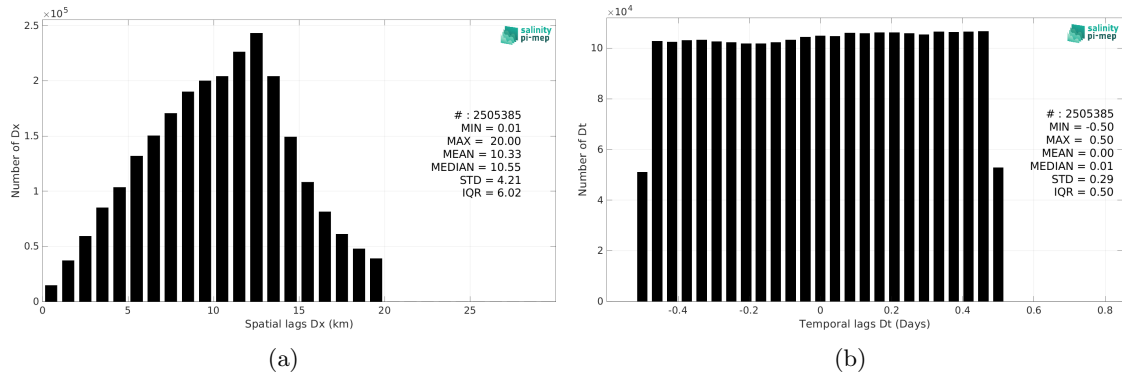 ×10^5
2.5
2
1.5
1
0.5
0
Number of Dx
salinity
pi-mep
# : 2505385
MIN = 0.01
MAX = 20.00
MEAN = 10.33
MEDIAN = 10.55
STD = 4.21
IQR = 6.02
0 5 10 15 20 25
Spatial lags Dx (km)
(a)
×10^4
10
8
6
4
2
0
Number of Dt
salinity
pi-mep
# : 2505385
MIN = -0.50
MAX = 0.50
MEAN = 0.00
MEDIAN = 0.01
STD = 0.29
IQR = 0.50
-0.4 -0.2 0 0.2 0.4 0.6 0.8
Temporal lags Dt (Days)
(b)